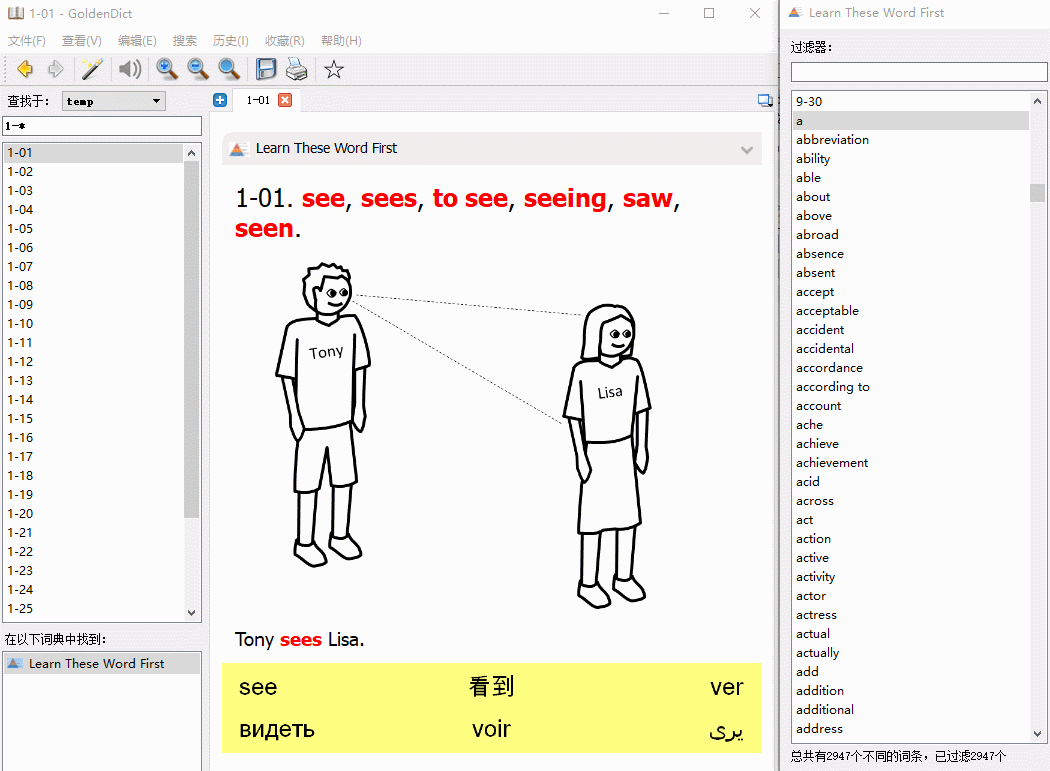 1-01 - GoldenDict
文件(F) 查看(V) 编辑(E) 搜索 历史(I) 收藏(R) 帮助(H)
查找于: temp
1-*
1-01
1-02
1-03
1-04
1-05
1-06
1-07
1-08
1-09
1-10
1-11
1-12
1-13
1-14
1-15
1-16
1-17
1-18
1-19
1-20
1-21
1-22
1-23
1-24
1-25
在以下词典中找到:
Learn These Word First
1-01
Learn These Word First
1-01. see, sees, to see, seeing, saw,
seen.
Tony
Lisa
Tony sees Lisa.
see 看到 ver
видеть voir يرى
Learn These Word First
过滤器:
9-30
a
abbreviation
ability
able
about
above
abroad
absence
absent
accept
acceptable
accident
accidental
accordance
according to
account
ache
achieve
achievement
acid
across
act
action
active
activity
actor
actress
actual
actually
add
addition
additional
address
总共有2947个不同的词条，已过滤2947个